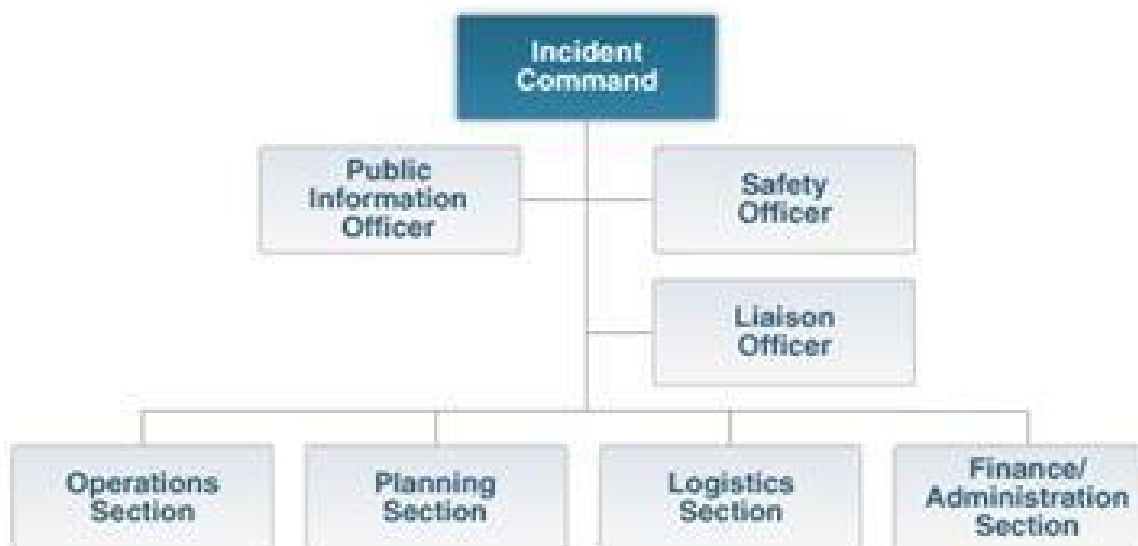 Incident
Command
Public
Information
Officer
Safety
Officer
Liaison
Officer
Operations
Section
Planning
Section
Logistics
Section
Finance/
Administration
Section